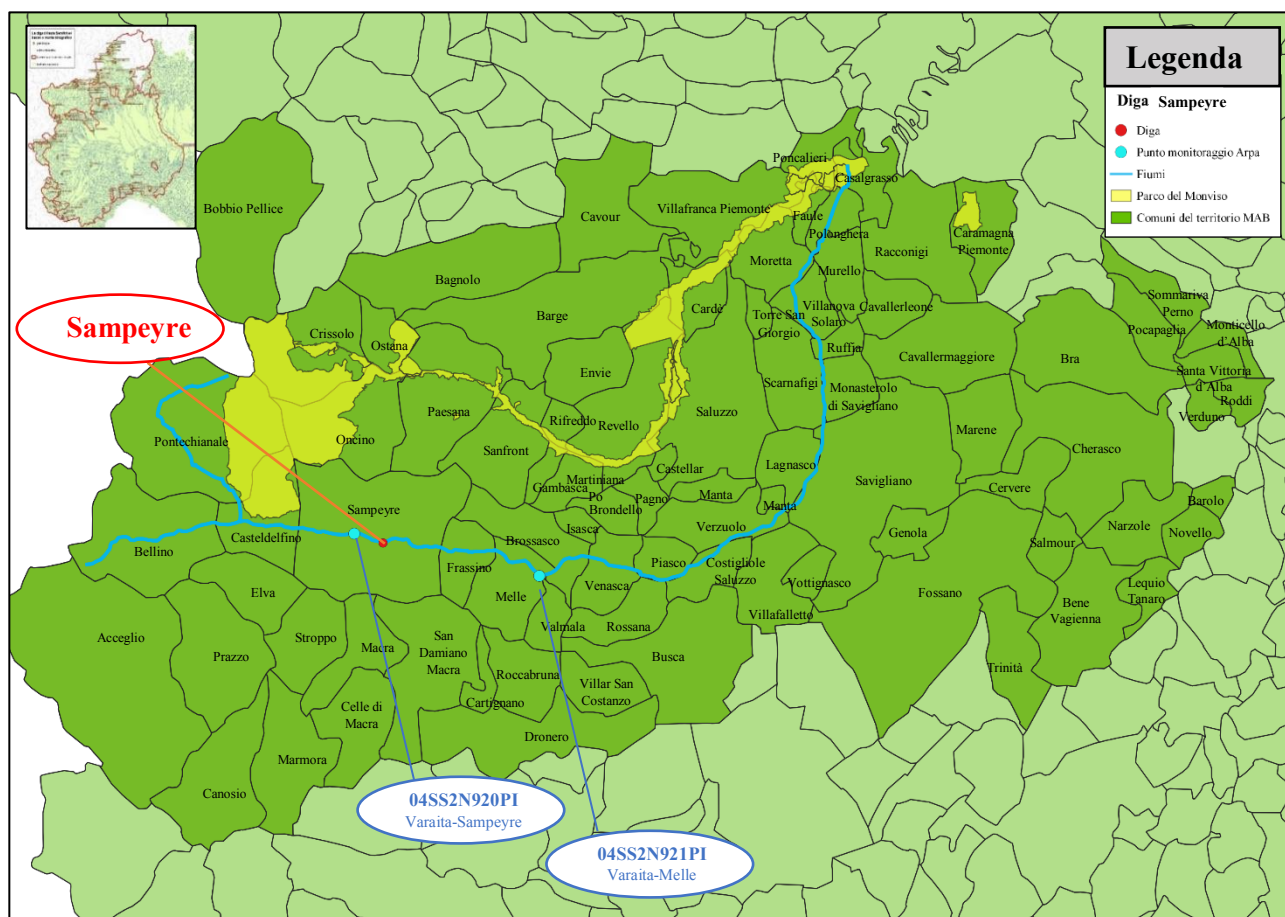 Legenda
Diga Sampeyre
Diga
Punto monitoraggio Arpa
Fiumi
Parco del Monviso
Comuni del territorio MAB
Bobbio Pellice
Poncalieri
Casalgrasso
Cavour
Villafranca Piemonte
Faule
Polonghera
Caramagna
Piemonte
Racconigi
Bagnolo
Moretta
Murello
Sampeyre
Crissolo
Ostana
Barge
Cardè
Torre San
Giorgio
Villanova
Solaro
Cavallerleone
Sommariva
Perno
Pocapaglia
Monticello
d'Alba
Ruffia
Cavallermaggiore
Bra
Envie
Santa Vittoria
d'Alba
Roddi
Verduno
Scarnafigi
Monasterolo
di Savigliano
Paesana
Rifreddo
Revello
Saluzzo
Pontechianale
Oncino
Sanfront
Marene
Cherasco
Castellar
Lagnasco
Martiniana
Po
Gambasca
Savigliano
Cervere
Pagno
Manta
Manta
Brondello
Sampeyre
Isasca
Verzuolo
Barolo
Narzole
Novello
Genola
Salmour
Casteldelfino
Bellino
Brossasco
Frassino
Piasco
Costigliole
Saluzzo
Vottignasco
Lequio
Tanaro
Elva
Melle
Venasca
Fossano
Bene
Vagienna
Villafalletto
Acceglio
Stroppo
Macra
San
Damiano
Macra
Valmala
Rossana
Prazzo
Busca
Roccabruna
Trinità
Villar San
Costanzo
Cartignano
Celle di
Macra
Dronero
Marmora
Canosio
04SS2N920PI
Varaita-Sampeyre
04SS2N921PI
Varaita-Melle